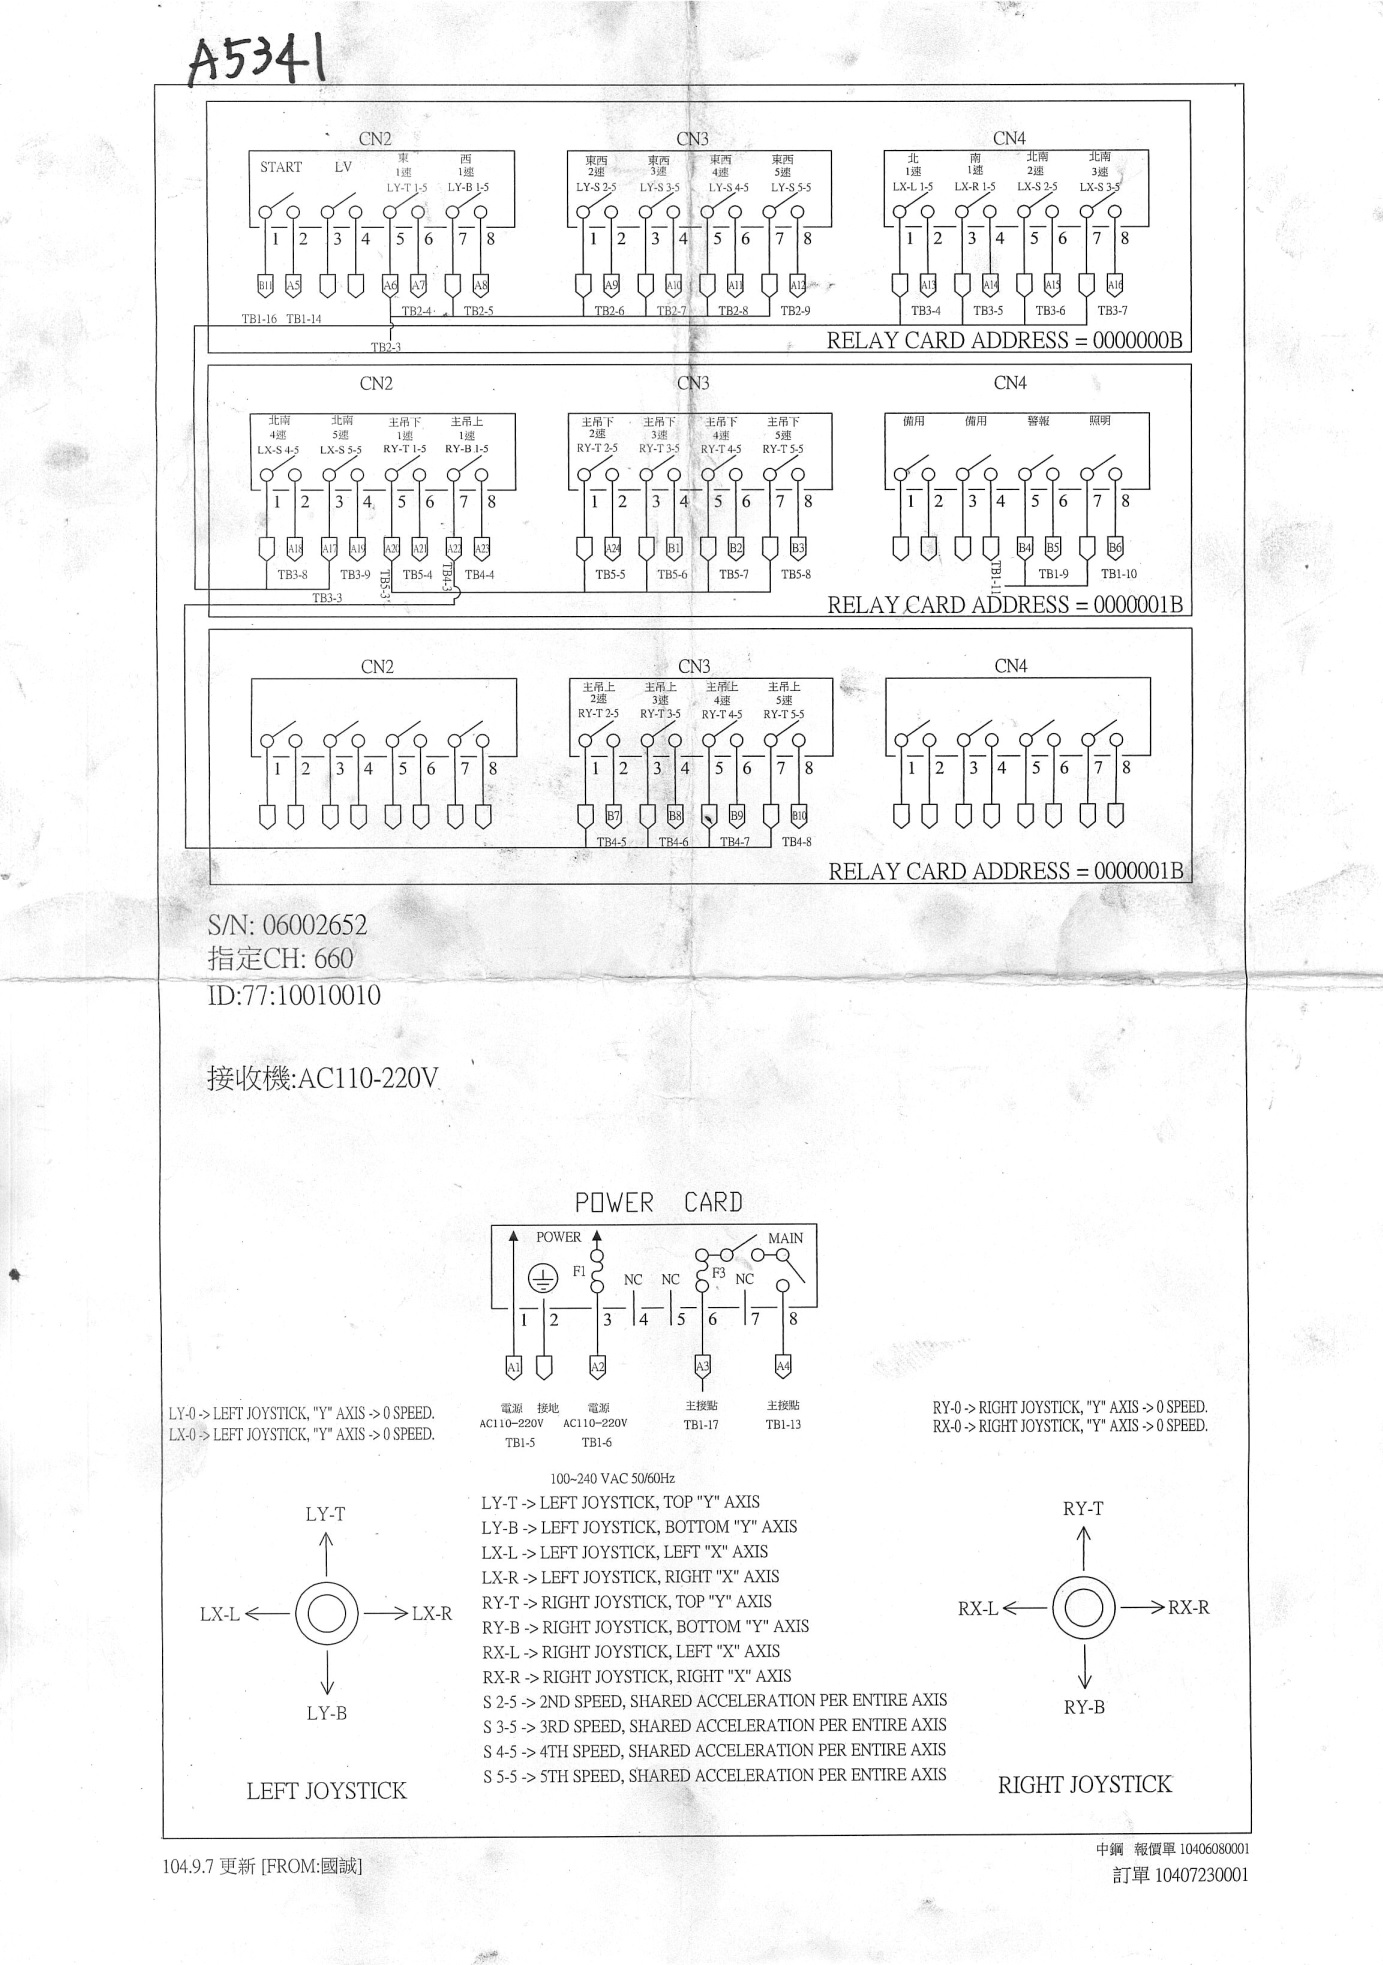 A5341
CN2 CN3 CN4
START LV 東 1速 LY-T 1-5 西 1速 LY-B 1-5
東西 2速 LY-S 2-5 東西 3速 LY-S 3-5 東西 4速 LY-S 4-5 東西 5速 LY-S 5-5
北 1速 LX-L 1-5 南 1速 LX-R 1-5 北南 2速 LX-S 2-5 北南 3速 LX-S 3-5
1 2 3 4 5 6 7 8 1 2 3 4 5 6 7 8 1 2 3 4 5 6 7 8
B11 A5 A6 A7 A8 A9 A10 A11 A12 A13 A14 A15 A16
TB1-16 TB1-14 TB2-4 TB2-5 TB2-6 TB2-7 TB2-8 TB2-9 TB3-4 TB3-5 TB3-6 TB3-7
TB2-3
RELAY CARD ADDRESS = 0000000B
CN2 CN3 CN4
北南 4速 LX-S 4-5 北南 5速 LX-S 5-5 主吊下 1速 RY-T 1-5 主吊上 1速 RY-B 1-5
主吊下 2速 RY-T 2-5 主吊下 3速 RY-T 3-5 主吊下 4速 RY-T 4-5 主吊下 5速 RY-T 5-5
備用 備用 警報 照明
1 2 3 4 5 6 7 8 1 2 3 4 5 6 7 8 1 2 3 4 5 6 7 8
A18 A17 A19 A20 A21 A22 A23 A24 B1 B2 B3 B4 B5 B6
TB3-8 TB3-9 TB5-3 TB5-4 TB4-3 TB4-4 TB5-5 TB5-6 TB5-7 TB5-8 TB1-11 TB1-9 TB1-10
TB3-3
RELAY CARD ADDRESS = 0000001B
CN2 CN3 CN4
主吊上 2速 RY-T 2-5 主吊上 3速 RY-T 3-5 主吊上 4速 RY-T 4-5 主吊上 5速 RY-T 5-5
1 2 3 4 5 6 7 8 1 2 3 4 5 6 7 8 1 2 3 4 5 6 7 8
B7 B8 B9 B10
TB4-5 TB4-6 TB4-7 TB4-8
RELAY CARD ADDRESS = 0000001B
S/N: 06002652
指定CH: 660
ID:77:10010010
接收機:AC110-220V
POWER CARD
POWER MAIN
F1 NC NC F3 NC
1 2 3 4 5 6 7 8
A1 A2 A3 A4
電源 接地 電源 主接點 主接點
AC110-220V AC110-220V TB1-17 TB1-13
TB1-5 TB1-6
LY-0 -> LEFT JOYSTICK, "Y" AXIS -> 0 SPEED.
LX-0 -> LEFT JOYSTICK, "Y" AXIS -> 0 SPEED.
RY-0 -> RIGHT JOYSTICK, "Y" AXIS -> 0 SPEED.
RX-0 -> RIGHT JOYSTICK, "Y" AXIS -> 0 SPEED.
100~240 VAC 50/60Hz
LY-T -> LEFT JOYSTICK, TOP "Y" AXIS
LY-B -> LEFT JOYSTICK, BOTTOM "Y" AXIS
LX-L -> LEFT JOYSTICK, LEFT "X" AXIS
LX-R -> LEFT JOYSTICK, RIGHT "X" AXIS
RY-T -> RIGHT JOYSTICK, TOP "Y" AXIS
RY-B -> RIGHT JOYSTICK, BOTTOM "Y" AXIS
RX-L -> RIGHT JOYSTICK, LEFT "X" AXIS
RX-R -> RIGHT JOYSTICK, RIGHT "X" AXIS
S 2-5 -> 2ND SPEED, SHARED ACCELERATION PER ENTIRE AXIS
S 3-5 -> 3RD SPEED, SHARED ACCELERATION PER ENTIRE AXIS
S 4-5 -> 4TH SPEED, SHARED ACCELERATION PER ENTIRE AXIS
S 5-5 -> 5TH SPEED, SHARED ACCELERATION PER ENTIRE AXIS
LY-T
LX-L LX-R
LY-B
LEFT JOYSTICK
RY-T
RX-L RX-R
RY-B
RIGHT JOYSTICK
104.9.7 更新 [FROM:國誠]
中鋼 報價單 10406080001
訂單 10407230001